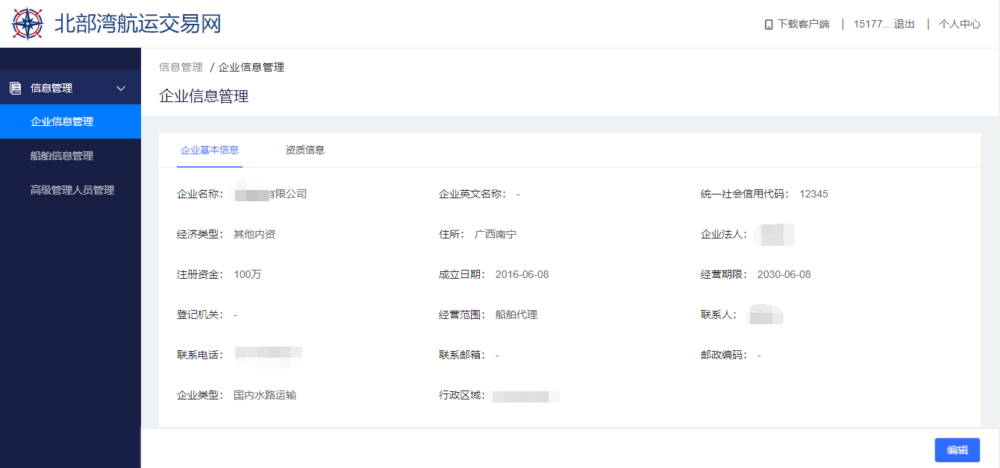 北部湾航运交易网
下载客户端 | 15177... 退出 | 个人中心
信息管理
企业信息管理
船舶信息管理
高级管理人员管理
信息管理 / 企业信息管理
企业信息管理
企业基本信息 资质信息
企业名称： 有限公司 企业英文名称： - 统一社会信用代码： 12345
经济类型： 其他内资 住所： 广西南宁 企业法人：
注册资金： 100万 成立日期： 2016-06-08 经营期限： 2030-06-08
登记机关： - 经营范围： 船舶代理 联系人：
联系电话： 联系邮箱： - 邮政编码： -
企业类型： 国内水路运输 行政区域：
编辑